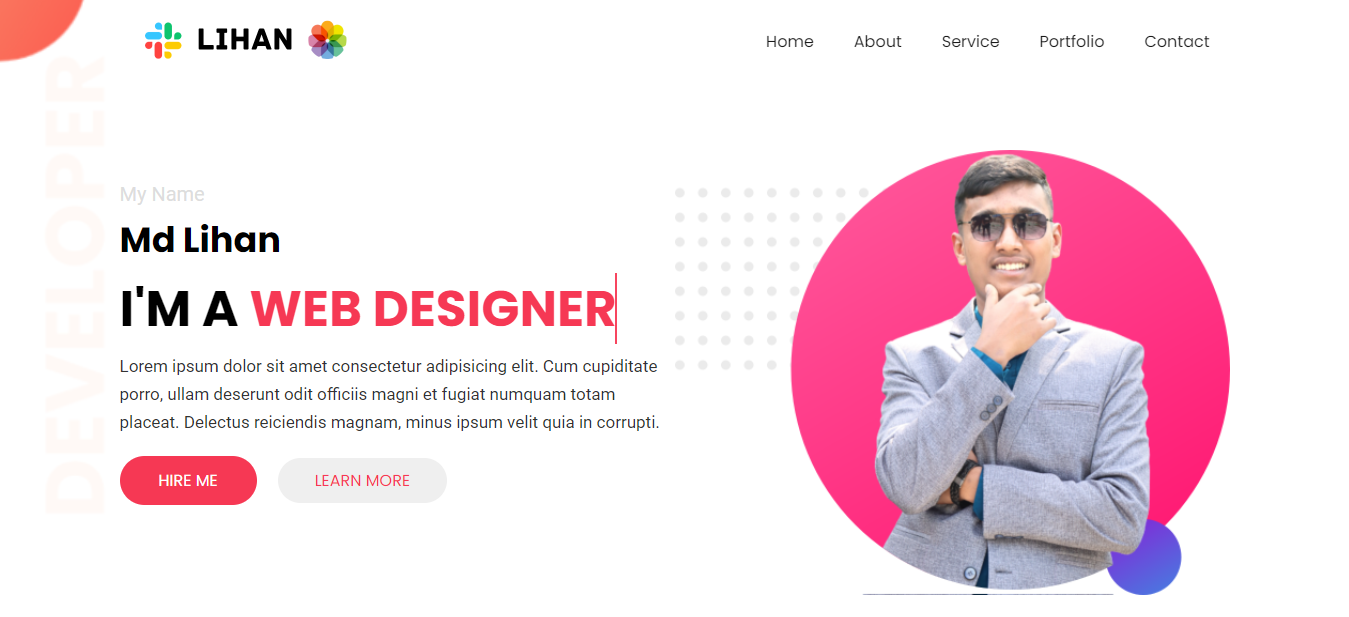 LIHAN
Home About Service Portfolio Contact
DEVELOPER
My Name
Md Lihan
I'M A WEB DESIGNER
Lorem ipsum dolor sit amet consectetur adipisicing elit. Cum cupiditate
porro, ullam deserunt odit officiis magni et fugiat numquam totam
placeat. Delectus reiciendis magnam, minus ipsum velit quia in corrupti.
HIRE ME
LEARN MORE